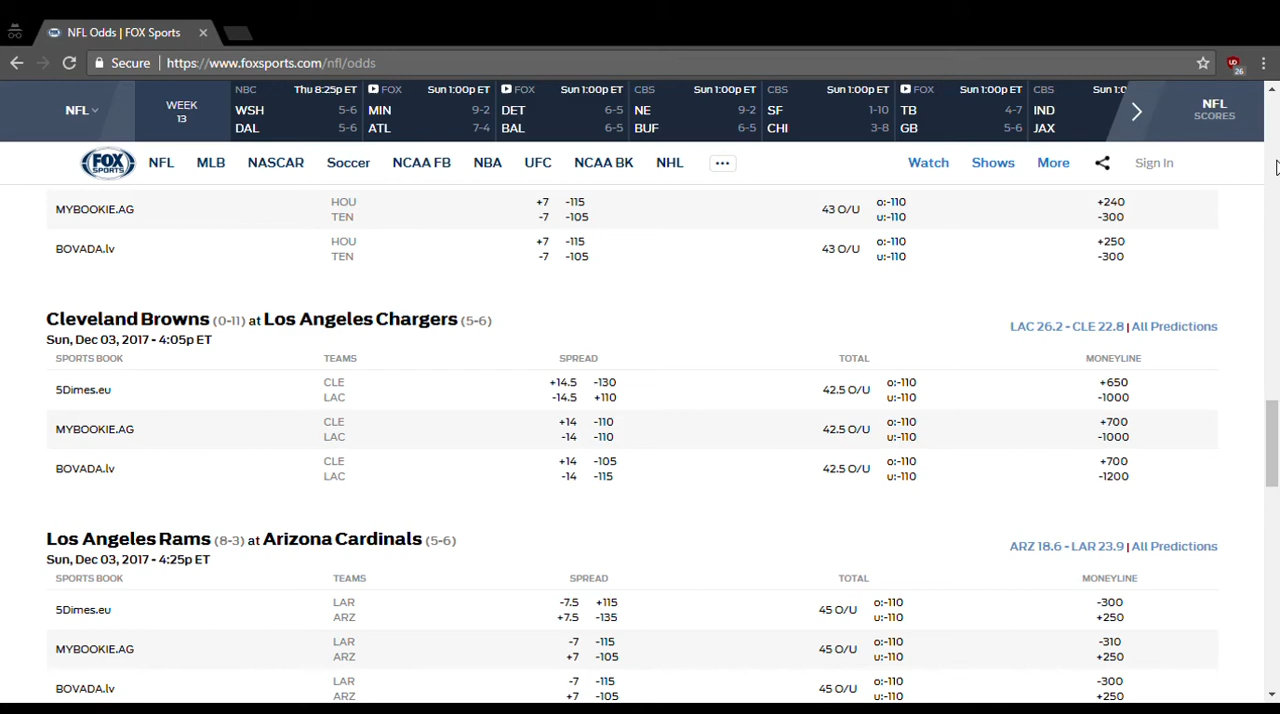 NFL Odds | FOX Sports
Secure https://www.foxsports.com/nfl/odds
26
NFL
WEEK
13
NBC Thu 8:25p ET
WSH 5-6
DAL 5-6
FOX Sun 1:00p ET
MIN 9-2
ATL 7-4
FOX Sun 1:00p ET
DET 6-5
BAL 6-5
CBS Sun 1:00p ET
NE 9-2
BUF 6-5
CBS Sun 1:00p ET
SF 1-10
CHI 3-8
FOX Sun 1:00p ET
TB 4-7
GB 5-6
CBS Sun 1:0
IND
JAX
NFL
SCORES
FOX SPORTS NFL MLB NASCAR Soccer NCAA FB NBA UFC NCAA BK NHL ••• Watch Shows More Sign In
MYBOOKIE.AG
HOU +7 -115 43 O/U o:-110 +240
TEN -7 -105 u:-110 -300
BOVADA.lv
HOU +7 -115 43 O/U o:-110 +250
TEN -7 -105 u:-110 -300
Cleveland Browns (0-11) at Los Angeles Chargers (5-6)
Sun, Dec 03, 2017 - 4:05p ET
LAC 26.2 - CLE 22.8 | All Predictions
SPORTS BOOK TEAMS SPREAD TOTAL MONEYLINE
5Dimes.eu
CLE +14.5 -130 42.5 O/U o:-110 +650
LAC -14.5 +110 u:-110 -1000
MYBOOKIE.AG
CLE +14 -110 42.5 O/U o:-110 +700
LAC -14 -110 u:-110 -1000
BOVADA.lv
CLE +14 -105 42.5 O/U o:-110 +700
LAC -14 -115 u:-110 -1200
Los Angeles Rams (8-3) at Arizona Cardinals (5-6)
Sun, Dec 03, 2017 - 4:25p ET
ARZ 18.6 - LAR 23.9 | All Predictions
SPORTS BOOK TEAMS SPREAD TOTAL MONEYLINE
5Dimes.eu
LAR -7.5 +115 45 O/U o:-110 -300
ARZ +7.5 -135 u:-110 +250
MYBOOKIE.AG
LAR -7 -115 45 O/U o:-110 -310
ARZ +7 -105 u:-110 +250
BOVADA.lv
LAR -7 -115 45 O/U o:-110 -300
ARZ +7 -105 u:-110 +250